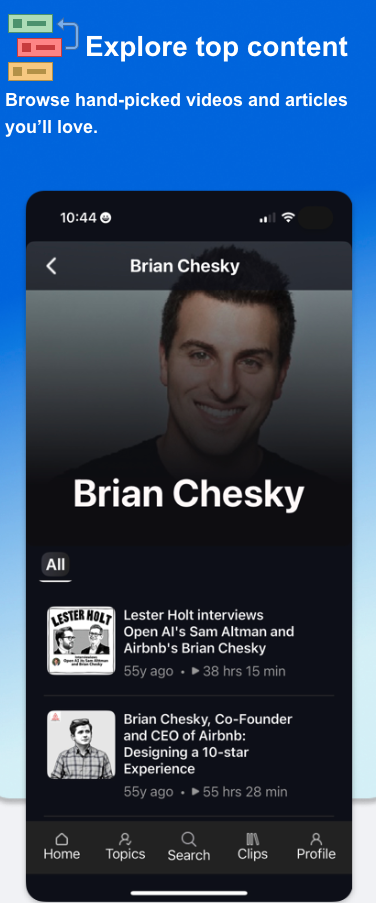 Explore top content
Browse hand-picked videos and articles
you’ll love.
10:44
Brian Chesky
Brian Chesky
All
LESTER HOLT
Interviews
Open AI to Sam Altman
and Brian Chesky
Lester Holt interviews
Open AI's Sam Altman and
Airbnb's Brian Chesky
55y ago • 38 hrs 15 min
Brian Chesky, Co-Founder
and CEO of Airbnb:
Designing a 10-star
Experience
55y ago • 55 hrs 28 min
Home
Topics
Search
Clips
Profile